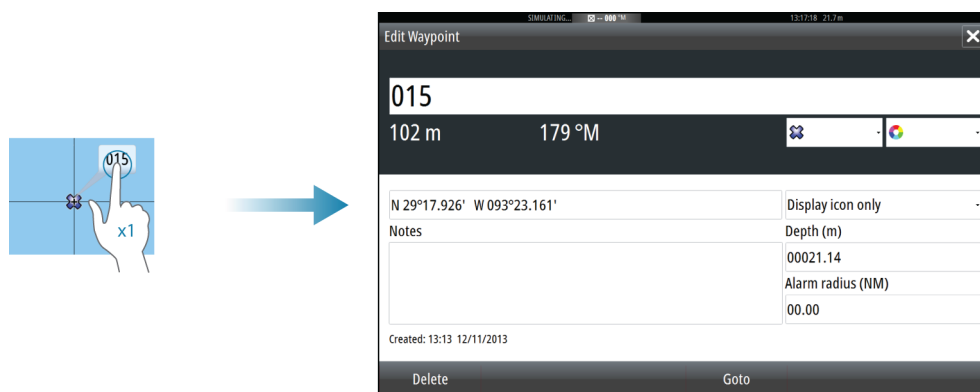 015
x1
SIMULATING... -- 000 °M 13:17:18 21.7 m
Edit Waypoint
015
102 m 179 °M
N 29°17.926' W 093°23.161' Display icon only
Notes Depth (m)
00021.14
Alarm radius (NM)
00.00
Created: 13:13 12/11/2013
Delete Goto